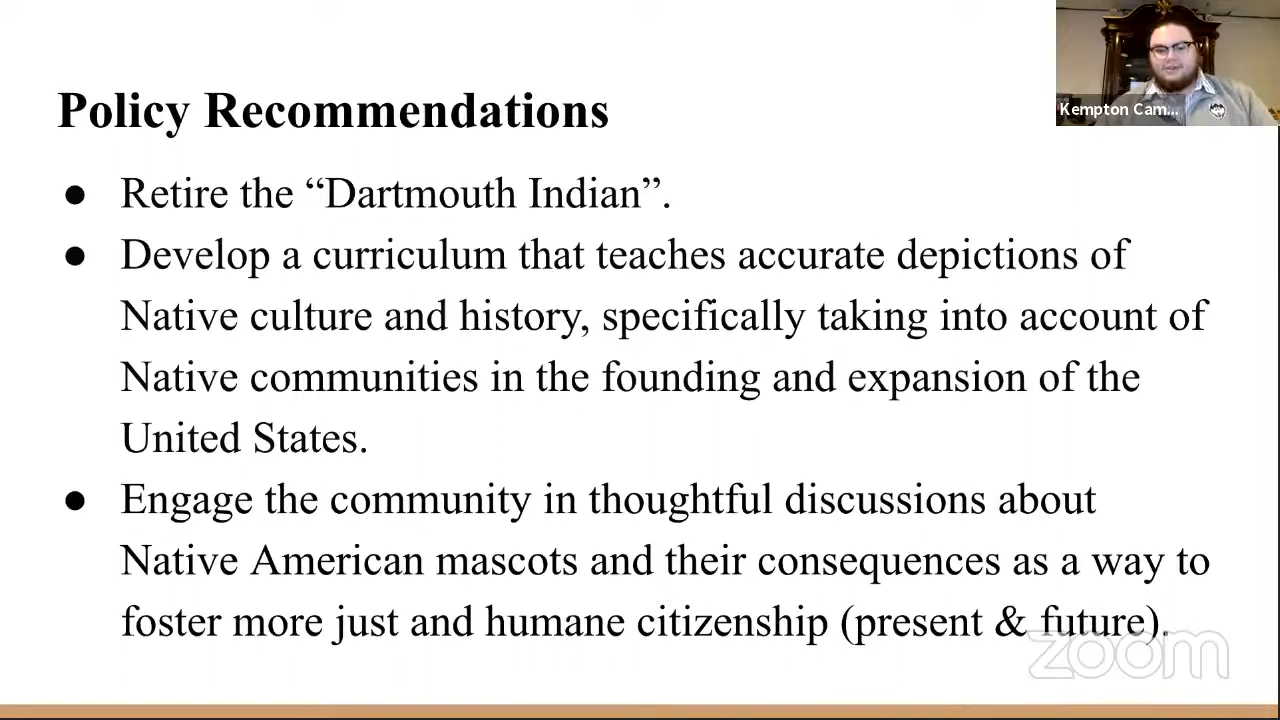 Policy Recommendations
Kempton Cam...
● Retire the “Dartmouth Indian”.
● Develop a curriculum that teaches accurate depictions of
Native culture and history, specifically taking into account of
Native communities in the founding and expansion of the
United States.
● Engage the community in thoughtful discussions about
Native American mascots and their consequences as a way to
foster more just and humane citizenship (present & future).
zoom